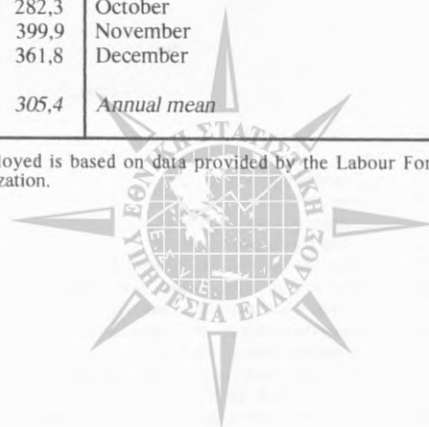 282,3 October
399,9 November
361,8 December
305,4 Annual mean
loyed is based on data provided by the Labour For
zation.
ΕΘΝΙΚΗ ΣΤΑΤΙΣΤΙΚΗ
ΥΠΗΡΕΣΙΑ ΕΛΛΑΔΟΣ
Ε.Σ.Υ.Ε.